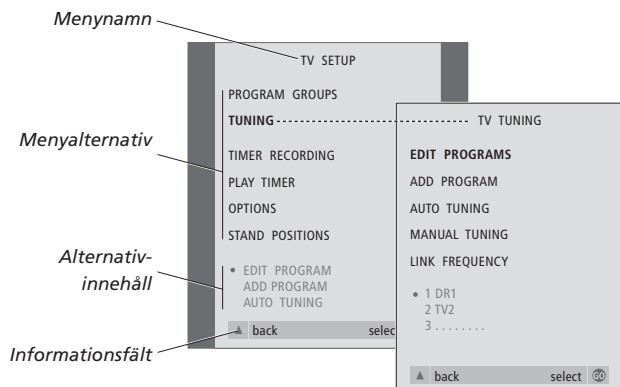 Menynamn
TV SETUP
PROGRAM GROUPS
TUNING
Menyalternativ
TIMER RECORDING
PLAY TIMER
OPTIONS
STAND POSITIONS
Alternativ-
innehåll
• EDIT PROGRAM
ADD PROGRAM
AUTO TUNING
▲ back selec
Informationsfält
TV TUNING
EDIT PROGRAMS
ADD PROGRAM
AUTO TUNING
MANUAL TUNING
LINK FREQUENCY
• 1 DR1
2 TV2
3 . . . . . . . .
▲ back select GO